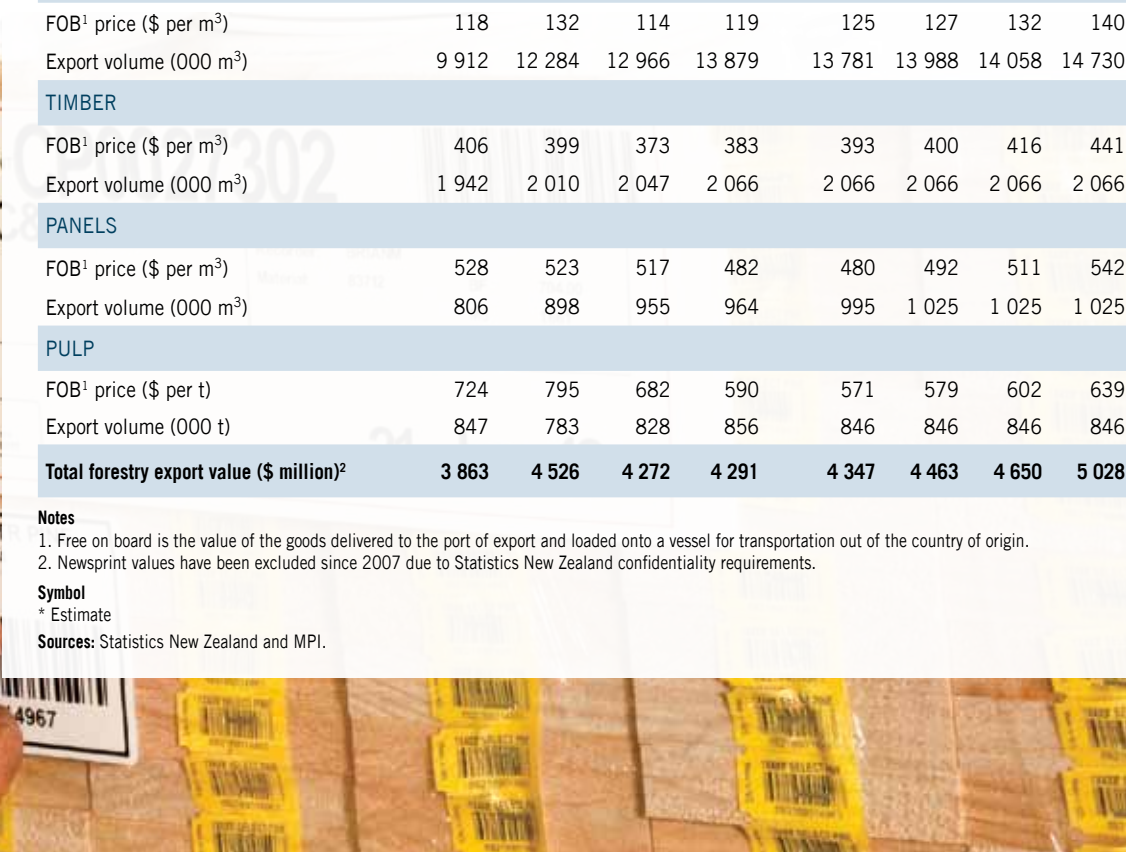 FOB¹ price ($ per m³) 118 132 114 119 125 127 132 140
Export volume (000 m³) 9 912 12 284 12 966 13 879 13 781 13 988 14 058 14 730
TIMBER
FOB¹ price ($ per m³) 406 399 373 383 393 400 416 441
Export volume (000 m³) 1 942 2 010 2 047 2 066 2 066 2 066 2 066 2 066
PANELS
FOB¹ price ($ per m³) 528 523 517 482 480 492 511 542
Export volume (000 m³) 806 898 955 964 995 1 025 1 025 1 025
PULP
FOB¹ price ($ per t) 724 795 682 590 571 579 602 639
Export volume (000 t) 847 783 828 856 846 846 846 846
Total forestry export value ($ million)² 3 863 4 526 4 272 4 291 4 347 4 463 4 650 5 028
Notes
1. Free on board is the value of the goods delivered to the port of export and loaded onto a vessel for transportation out of the country of origin.
2. Newsprint values have been excluded since 2007 due to Statistics New Zealand confidentiality requirements.
Symbol
* Estimate
Sources: Statistics New Zealand and MPI.
4967